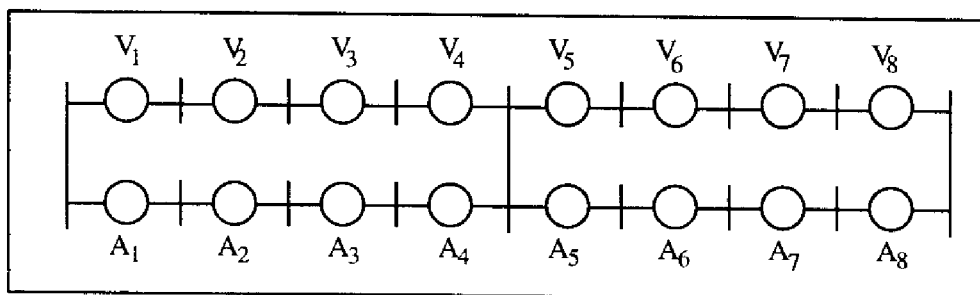 V₁ V₂ V₃ V₄ V₅ V₆ V₇ V₈
A₁ A₂ A₃ A₄ A₅ A₆ A₇ A₈